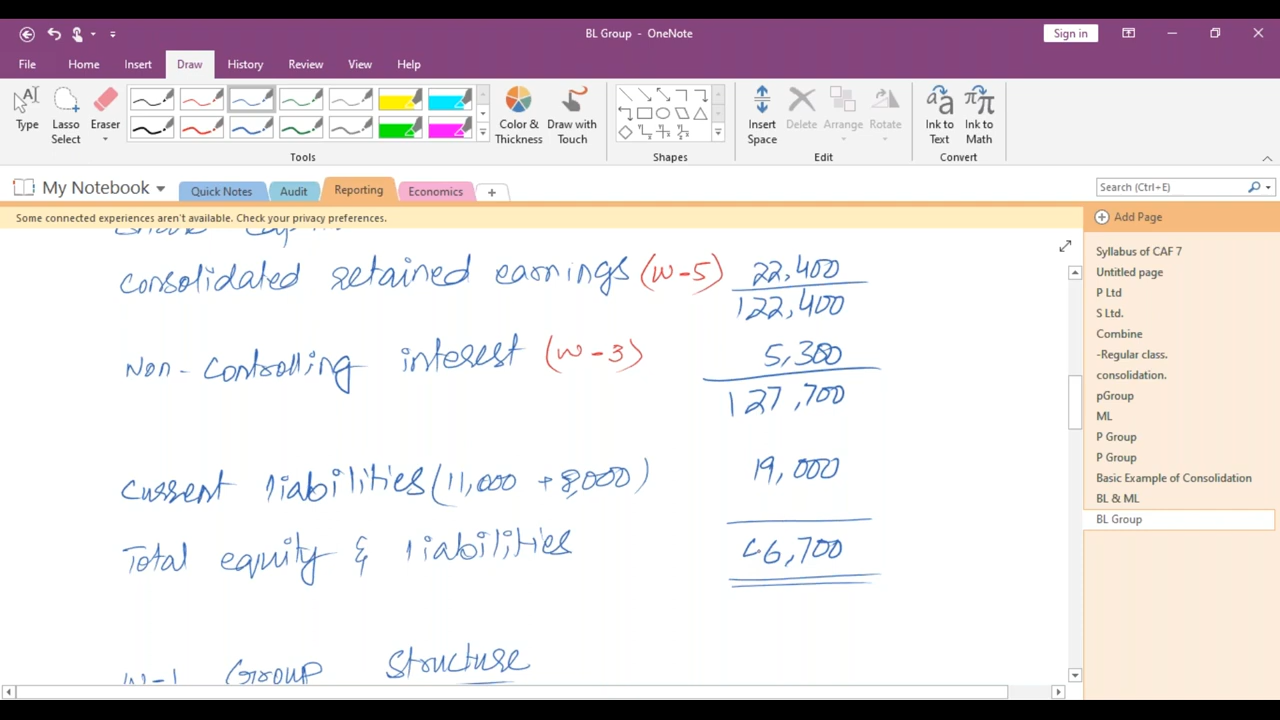 BL Group - OneNote
Sign in
File Home Insert Draw History Review View Help
Type
Lasso Select
Eraser
Color & Thickness
Draw with Touch
Insert Space
Delete
Arrange
Rotate
Ink to Text
Ink to Math
Tools
Shapes
Edit
Convert
My Notebook
Quick Notes
Audit
Reporting
Economics
Search (Ctrl+E)
Some connected experiences aren't available. Check your privacy preferences.
consolidated retained earnings (W-5) 22,400
122,400
Non-controlling interest (W-3) 5,300
127,700
current liabilities (11,000 + 8,000) 19,000
Total equity & liabilities 46,700
W-1 Group structure
Add Page
Syllabus of CAF 7
Untitled page
P Ltd
S Ltd.
Combine
-Regular class.
consolidation.
pGroup
ML
P Group
P Group
Basic Example of Consolidation
BL & ML
BL Group